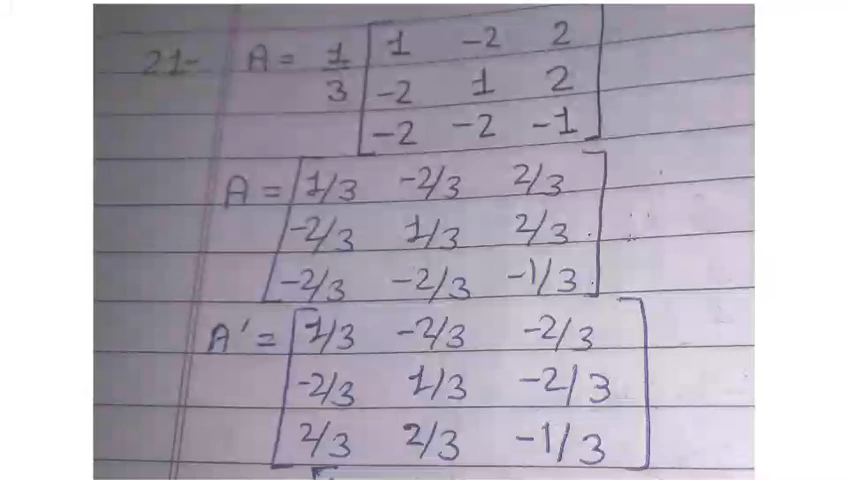 21- A = 1/3 [1 -2 2
-2 1 2
-2 -2 -1]
A = [1/3 -2/3 2/3
-2/3 1/3 2/3
-2/3 -2/3 -1/3]
A' = [1/3 -2/3 -2/3
-2/3 1/3 -2/3
2/3 2/3 -1/3]